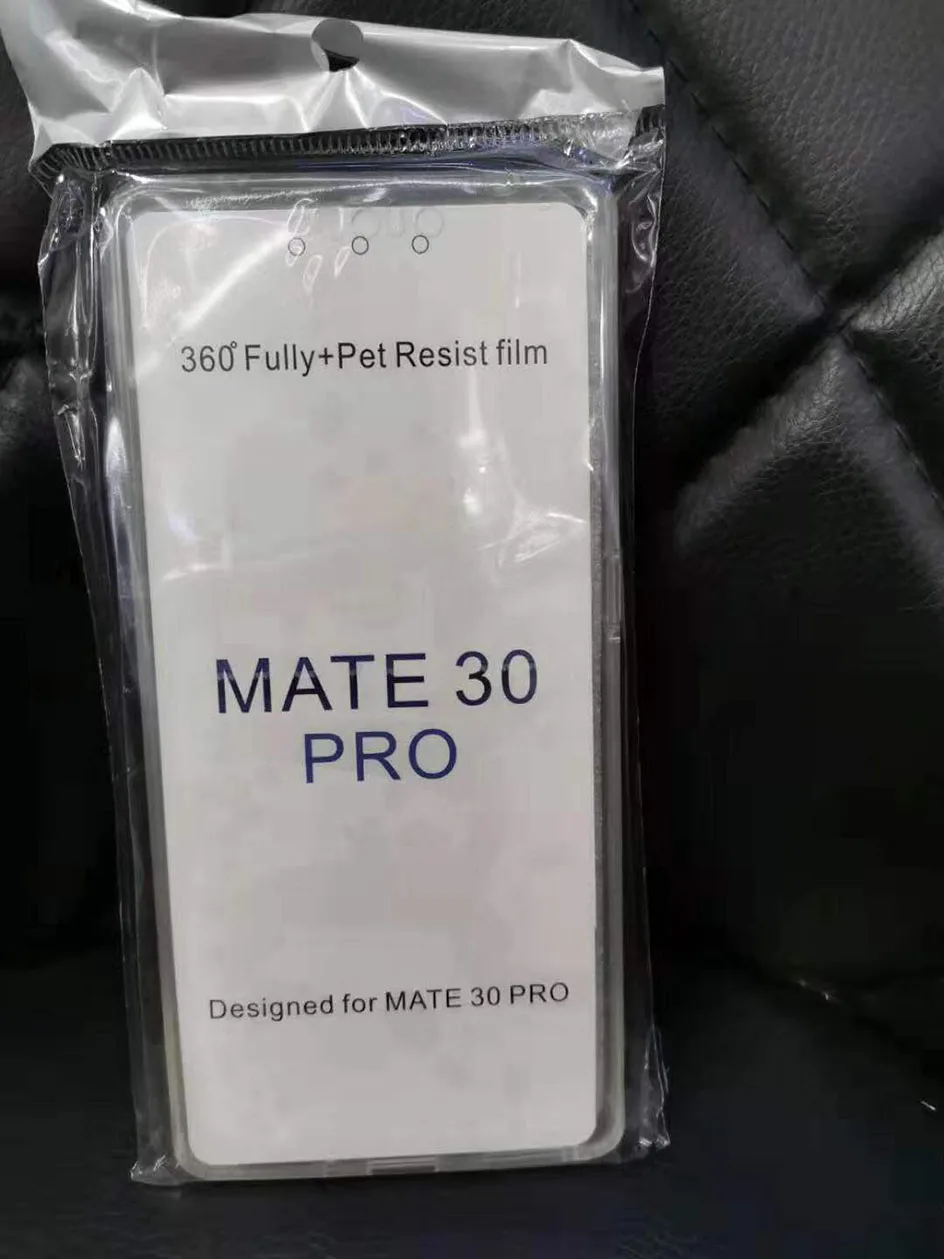 360° Fully+Pet Resist film
MATE 30
PRO
Designed for MATE 30 PRO